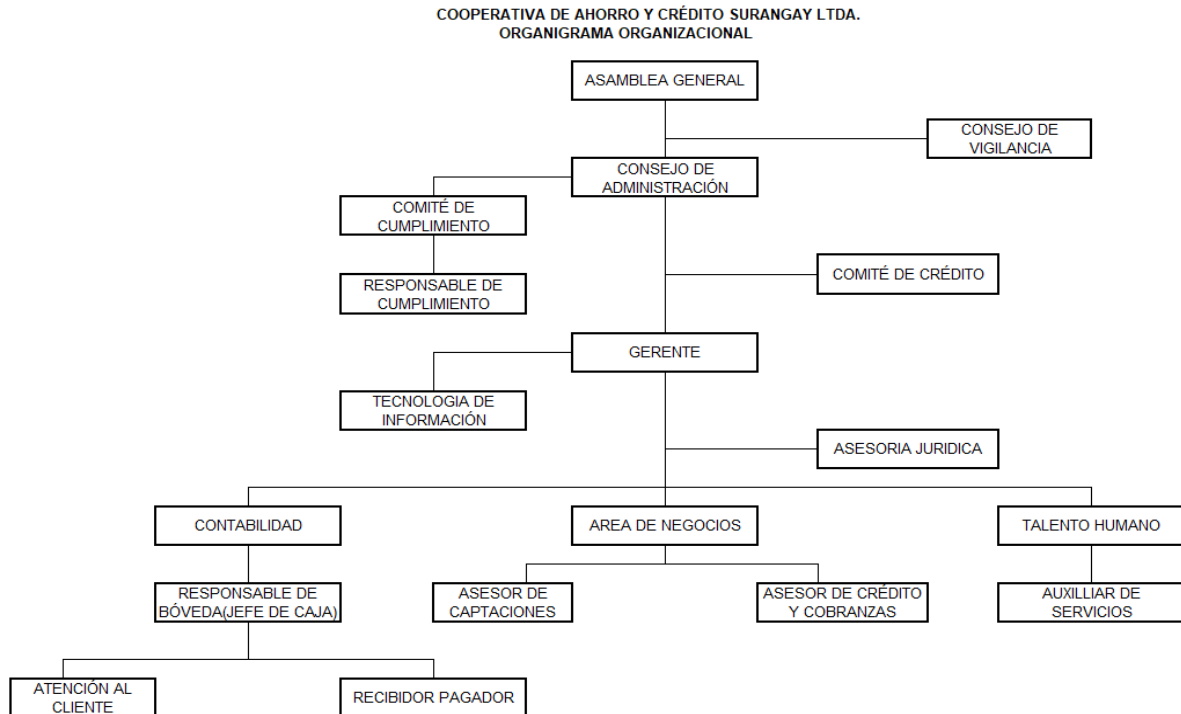 COOPERATIVA DE AHORRO Y CRÉDITO SURANGAY LTDA.
ORGANIGRAMA ORGANIZACIONAL
ASAMBLEA GENERAL
CONSEJO DE
VIGILANCIA
CONSEJO DE
ADMINISTRACIÓN
COMITÉ DE
CUMPLIMIENTO
COMITÉ DE CRÉDITO
RESPONSABLE DE
CUMPLIMIENTO
GERENTE
TECNOLOGIA DE
INFORMACIÓN
ASESORIA JURIDICA
CONTABILIDAD
AREA DE NEGOCIOS
TALENTO HUMANO
RESPONSABLE DE
BÓVEDA(JEFE DE CAJA)
ASESOR DE
CAPTACIONES
ASESOR DE CRÉDITO
Y COBRANZAS
AUXILLIAR DE
SERVICIOS
ATENCIÓN AL
CLIENTE
RECIBIDOR PAGADOR